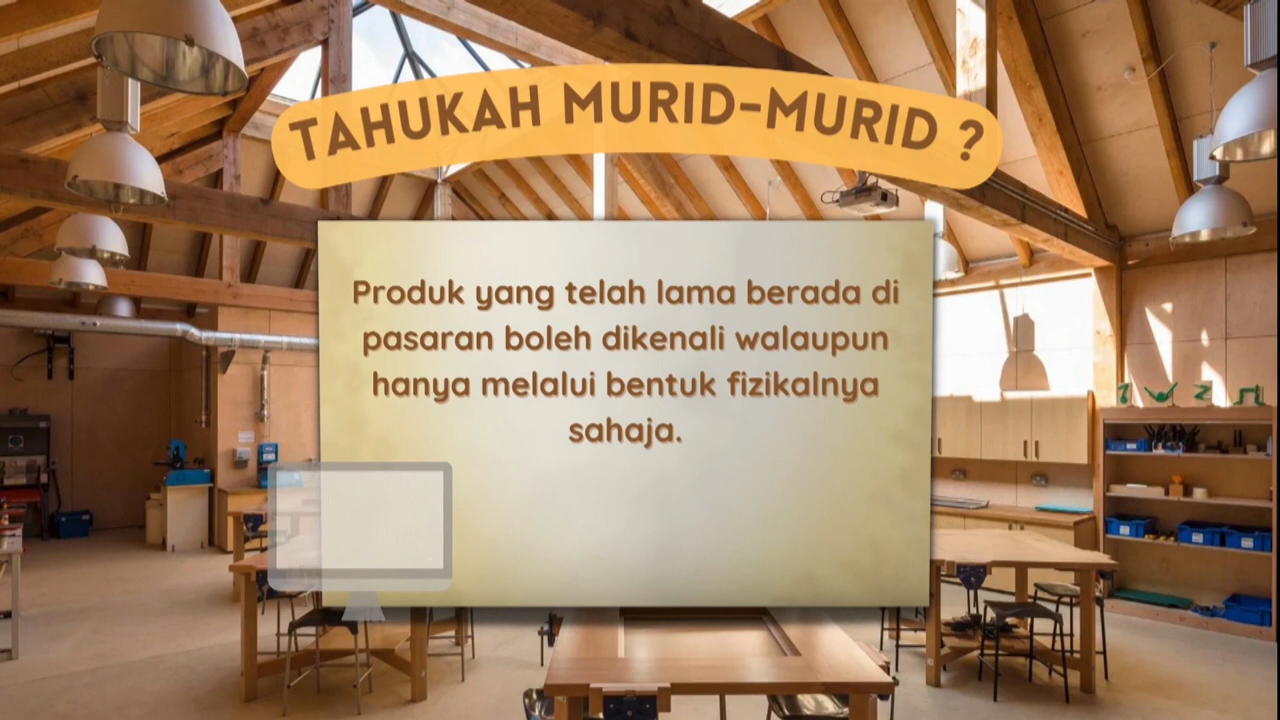 TAHUKAH MURID-MURID ?
Produk yang telah lama berada di
pasaran boleh dikenali walaupun
hanya melalui bentuk fizikalnya
sahaja.